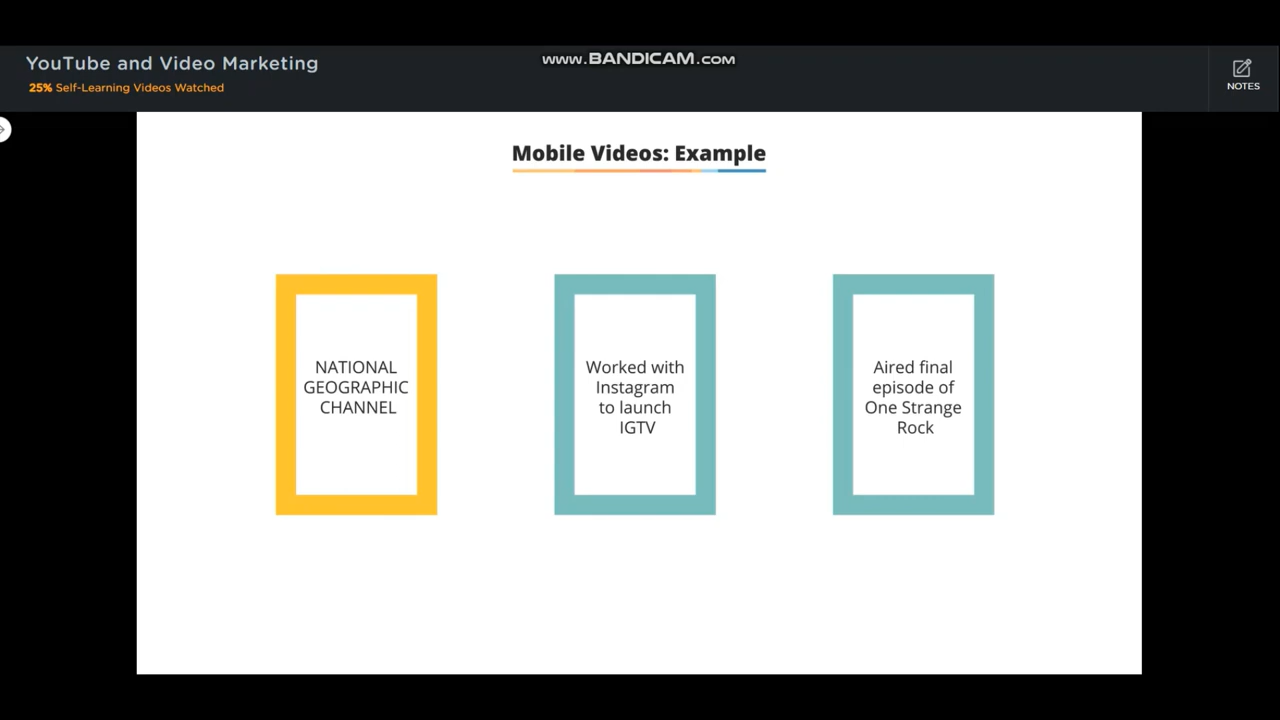 www.BANDICAM.com
YouTube and Video Marketing
25% Self-Learning Videos Watched
NOTES
Mobile Videos: Example
NATIONAL
GEOGRAPHIC
CHANNEL
Worked with
Instagram
to launch
IGTV
Aired final
episode of
One Strange
Rock